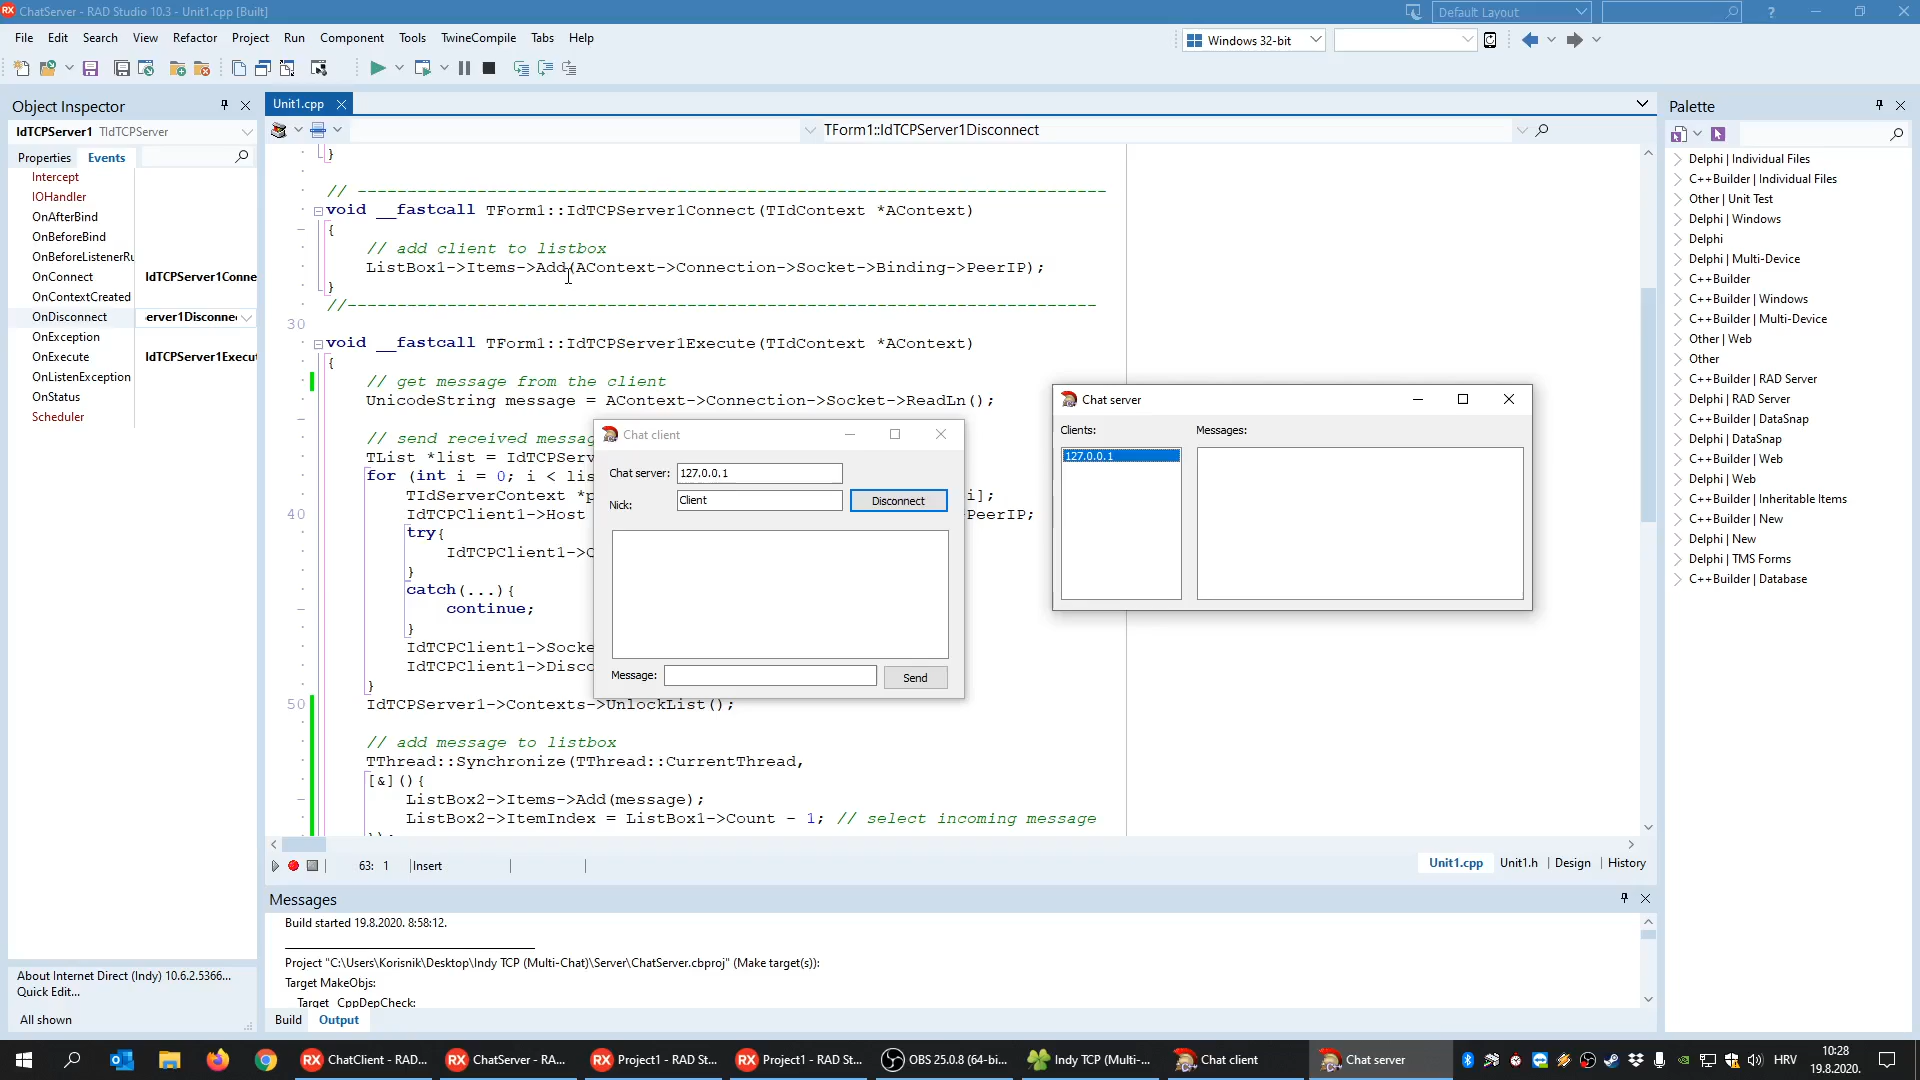 ChatServer - RAD Studio 10.3 - Unit1.cpp [Built]
Default Layout
File Edit Search View Refactor Project Run Component Tools TwineCompile Tabs Help
Windows 32-bit
Object Inspector
IdTCPServer1 TIdTCPServer
Properties Events
Intercept
IOHandler
OnAfterBind
OnBeforeBind
OnBeforeListenerRu
OnConnect IdTCPServer1Conne
OnContextCreated
OnDisconnect erver1Disconne
OnException
OnExecute IdTCPServer1Execut
OnListenException
OnStatus
Scheduler
About Internet Direct (Indy) 10.6.2.5366...
Quick Edit...
All shown
Unit1.cpp
TForm1::IdTCPServer1Disconnect
}
// ---------------------------------------------------------------------------
void __fastcall TForm1::IdTCPServer1Connect(TIdContext *AContext)
{
// add client to listbox
ListBox1->Items->Add(AContext->Connection->Socket->Binding->PeerIP);
}
//---------------------------------------------------------------------------
30
void __fastcall TForm1::IdTCPServer1Execute(TIdContext *AContext)
{
// get message from the client
UnicodeString message = AContext->Connection->Socket->ReadLn();
// send received messa
TList *list = IdTCPServ
for (int i = 0; i < lis
TIdServerContext *p i];
40 IdTCPClient1->Host PeerIP;
try{
IdTCPClient1->C
}
catch(...){
continue;
}
IdTCPClient1->Socke
IdTCPClient1->Disco
}
50 IdTCPServer1->Contexts->UnlockList();
// add message to listbox
TThread::Synchronize(TThread::CurrentThread,
[&](){
ListBox2->Items->Add(message);
ListBox2->ItemIndex = ListBox1->Count - 1; // select incoming message
});
63: 1 Insert
Unit1.cpp Unit1.h Design History
Chat client
Chat server: 127.0.0.1
Nick: Client Disconnect
Message: Send
Chat server
Clients: Messages:
127.0.0.1
Messages
Build started 19.8.2020. 8:58:12.
Project "C:\Users\Korisnik\Desktop\Indy TCP (Multi-Chat)\Server\ChatServer.cbproj" (Make target(s)):
Target MakeObjs:
Target _CppDepCheck:
Build Output
Palette
Delphi | Individual Files
C++Builder | Individual Files
Other | Unit Test
Delphi | Windows
Delphi
Delphi | Multi-Device
C++Builder
C++Builder | Windows
C++Builder | Multi-Device
Other | Web
Other
C++Builder | RAD Server
Delphi | RAD Server
C++Builder | DataSnap
Delphi | DataSnap
C++Builder | Web
Delphi | Web
C++Builder | Inheritable Items
C++Builder | New
Delphi | New
Delphi | TMS Forms
C++Builder | Database
ChatClient - RAD... ChatServer - RA... Project1 - RAD St... Project1 - RAD St... OBS 25.0.8 (64-bi... Indy TCP (Multi-... Chat client Chat server HRV 10:28
19.8.2020.